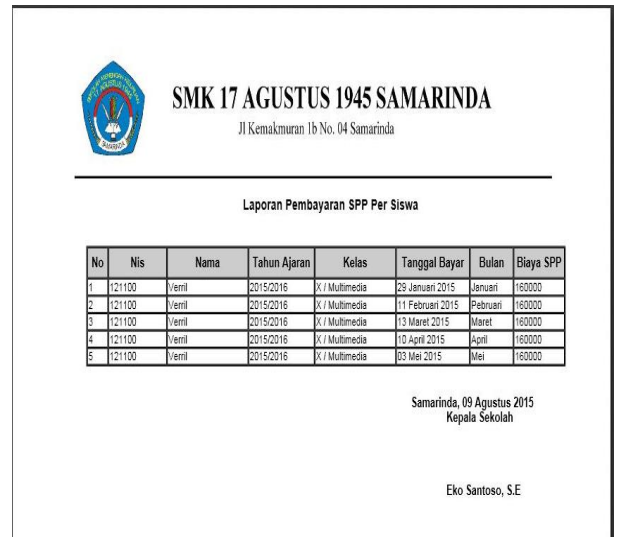 SMK 17 AGUSTUS 1945 SAMARINDA
Jl Kemakmuran 1b No. 04 Samarinda
Laporan Pembayaran SPP Per Siswa
No Nis Nama Tahun Ajaran Kelas Tanggal Bayar Bulan Biaya SPP
1 121100 Verril 2015/2016 X / Multimedia 29 Januari 2015 Januari 160000
2 121100 Verril 2015/2016 X / Multimedia 11 Februari 2015 Pebruari 160000
3 121100 Verril 2015/2016 X / Multimedia 13 Maret 2015 Maret 160000
4 121100 Verril 2015/2016 X / Multimedia 10 April 2015 April 160000
5 121100 Verril 2015/2016 X / Multimedia 03 Mei 2015 Mei 160000
Samarinda, 09 Agustus 2015
Kepala Sekolah
Eko Santoso, S.E